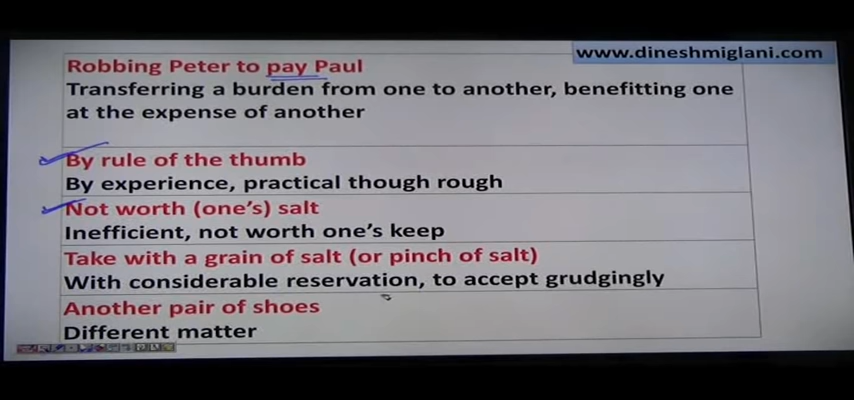 www.dineshmiglani.com
Robbing Peter to pay Paul
Transferring a burden from one to another, benefitting one
at the expense of another
By rule of the thumb
By experience, practical though rough
Not worth (one's) salt
Inefficient, not worth one's keep
Take with a grain of salt (or pinch of salt)
With considerable reservation, to accept grudgingly
Another pair of shoes
Different matter